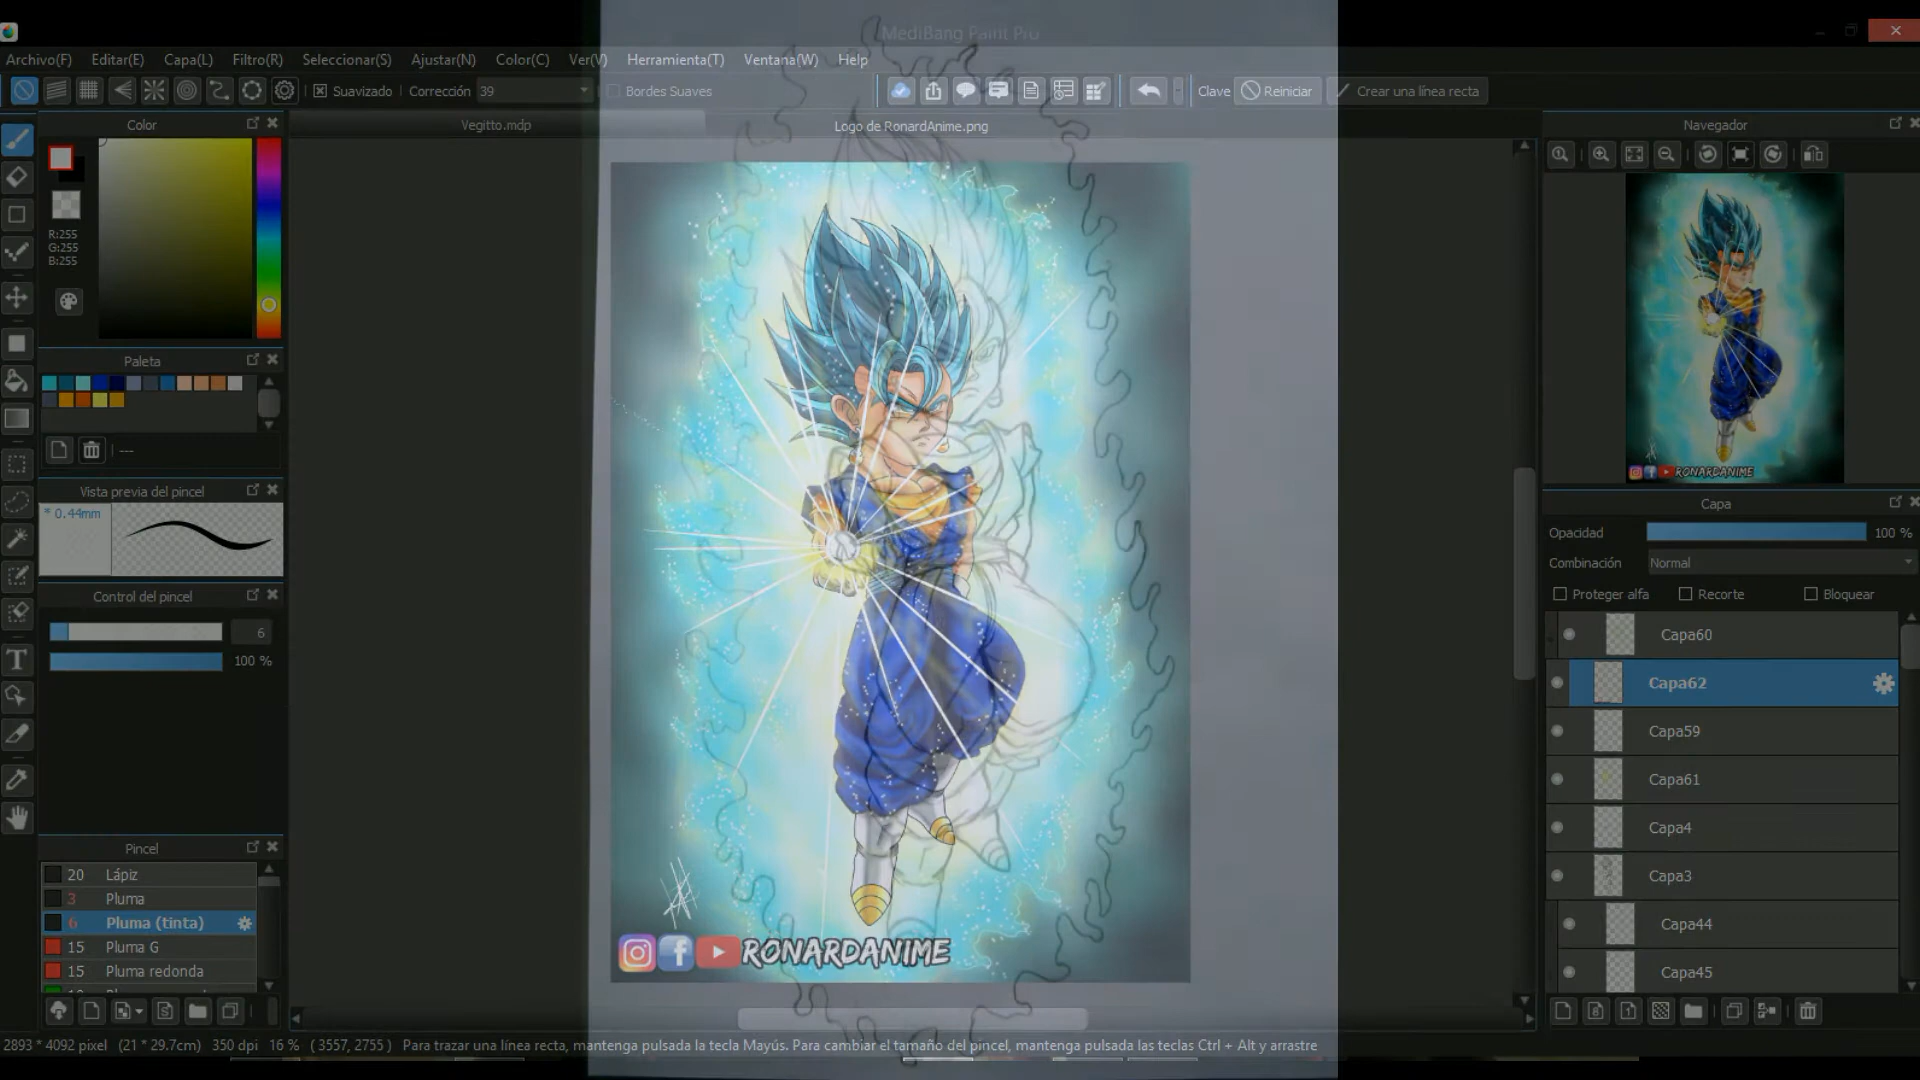 MediBang Paint Pro
Archivo(F) Editar(E) Capa(L) Filtro(R) Seleccionar(S) Ajustar(N) Color(C) Ver(V) Herramienta(T) Ventana(W) Help
Suavizado Corrección 39 Bordes Suaves Clave Reiniciar Crear una línea recta
Color
Vegitto.mdp
Logo de RonardAnime.png
Navegador
R:255
G:255
B:255
Paleta
---
Vista previa del pincel
* 0.44mm
Control del pincel
6
100 %
Pincel
20 Lápiz
3 Pluma
6 Pluma (tinta)
15 Pluma G
15 Pluma redonda
RONARDANIME
RONARDANIME
Capa
Opacidad 100 %
Combinación Normal
Proteger alfa Recorte Bloquear
Capa60
Capa62
Capa59
Capa61
Capa4
Capa3
Capa44
Capa45
2893 * 4092 pixel (21 * 29.7cm) 350 dpi 16 % ( 3557, 2755 ) Para trazar una línea recta, mantenga pulsada la tecla Mayús. Para cambiar el tamaño del pincel, mantenga pulsada las teclas Ctrl + Alt y arrastre